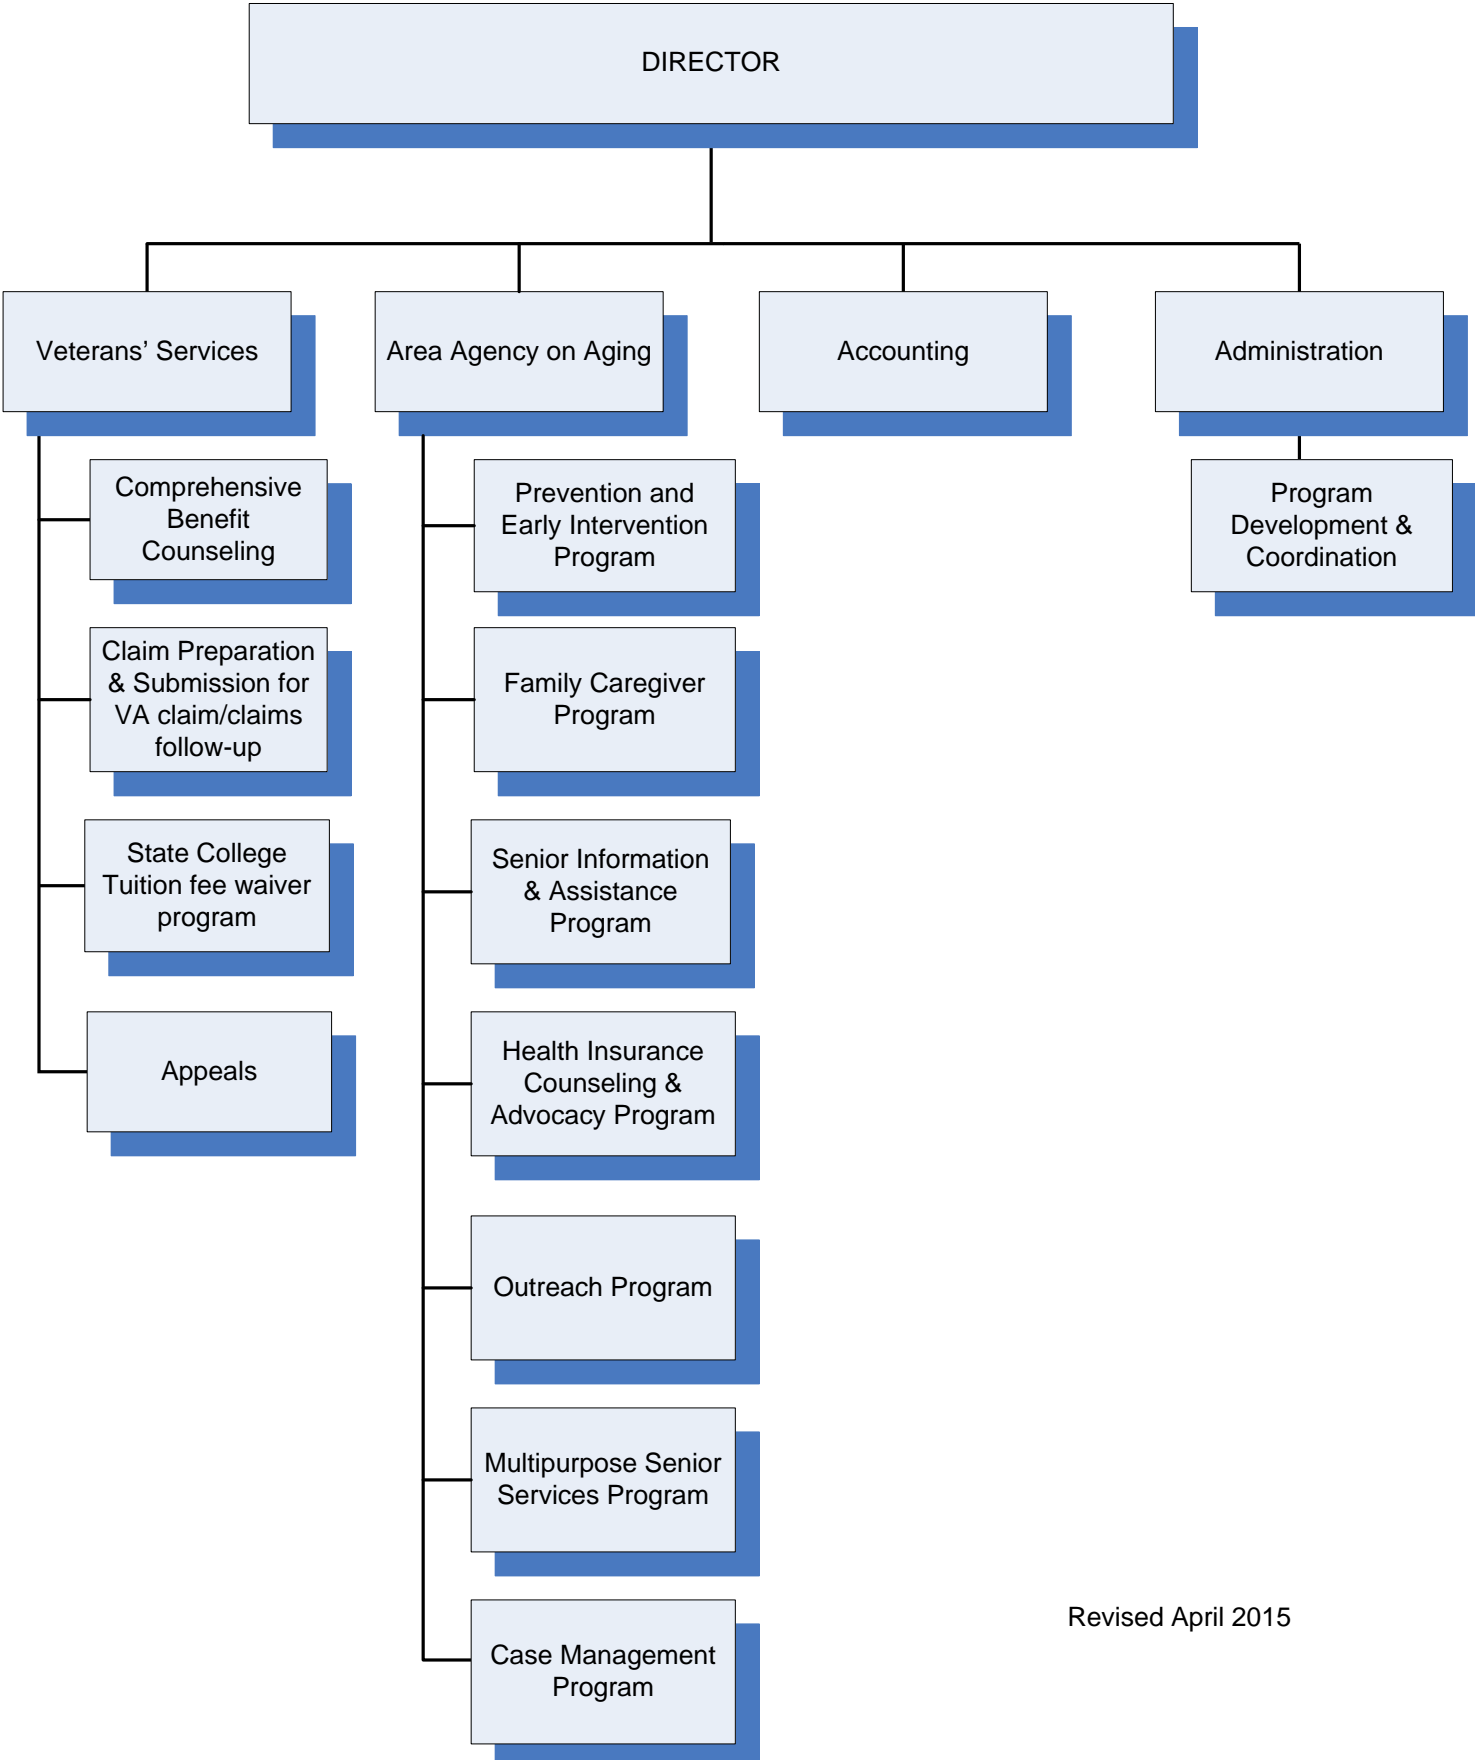 DIRECTOR
Veterans’ Services
Area Agency on Aging
Accounting
Administration
Comprehensive
Benefit
Counseling
Claim Preparation
& Submission for
VA claim/claims
follow-up
State College
Tuition fee waiver
program
Appeals
Prevention and
Early Intervention
Program
Family Caregiver
Program
Senior Information
& Assistance
Program
Health Insurance
Counseling &
Advocacy Program
Outreach Program
Multipurpose Senior
Services Program
Case Management
Program
Program
Development &
Coordination
Revised April 2015